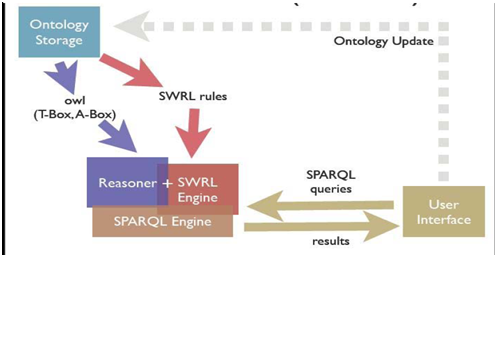 Ontology
Storage
Ontology Update
owl
(T-Box, A-Box)
SWRL rules
Reasoner + SWRL
Engine
SPARQL Engine
SPARQL
queries
results
User
Interface